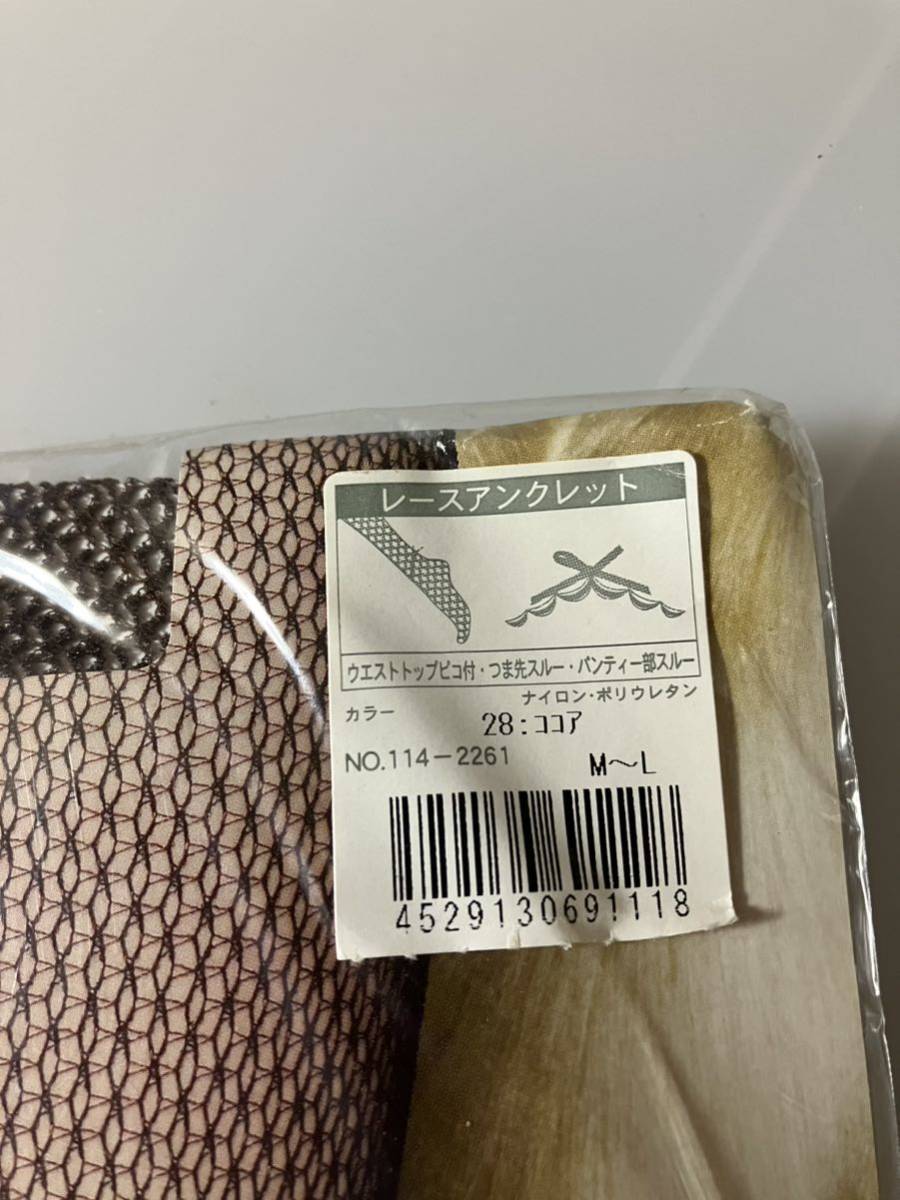 レースアンクレット
ウエストトップピコ付・つま先スルー・パンティー部スルー
ナイロン・ポリウレタン
カラー
28:ココア
NO.114-2261
M〜L
4529130691118